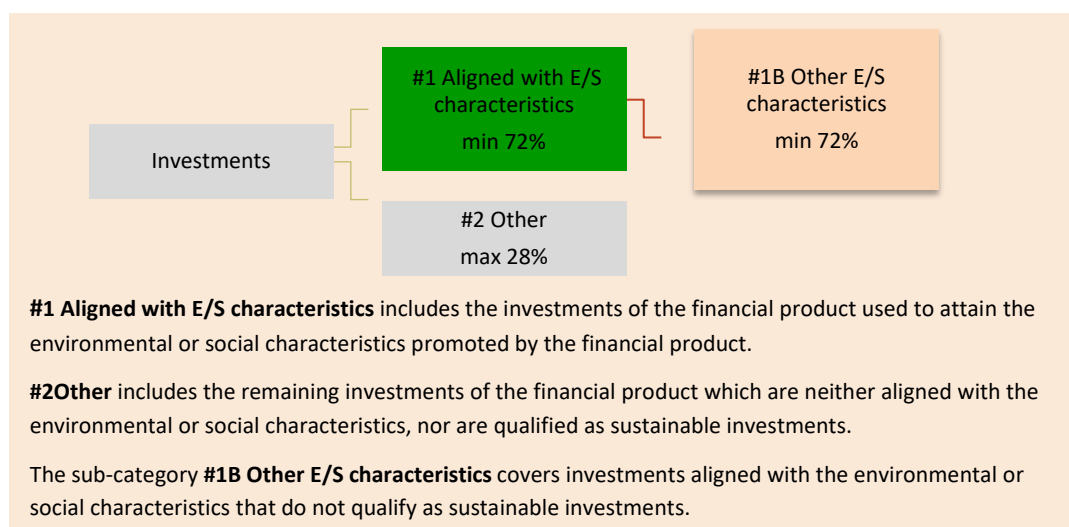 Investments
#1 Aligned with E/S
characteristics
min 72%
#1B Other E/S
characteristics
min 72%
#2 Other
max 28%
#1 Aligned with E/S characteristics includes the investments of the financial product used to attain the
environmental or social characteristics promoted by the financial product.
#2Other includes the remaining investments of the financial product which are neither aligned with the
environmental or social characteristics, nor are qualified as sustainable investments.
The sub-category #1B Other E/S characteristics covers investments aligned with the environmental or
social characteristics that do not qualify as sustainable investments.